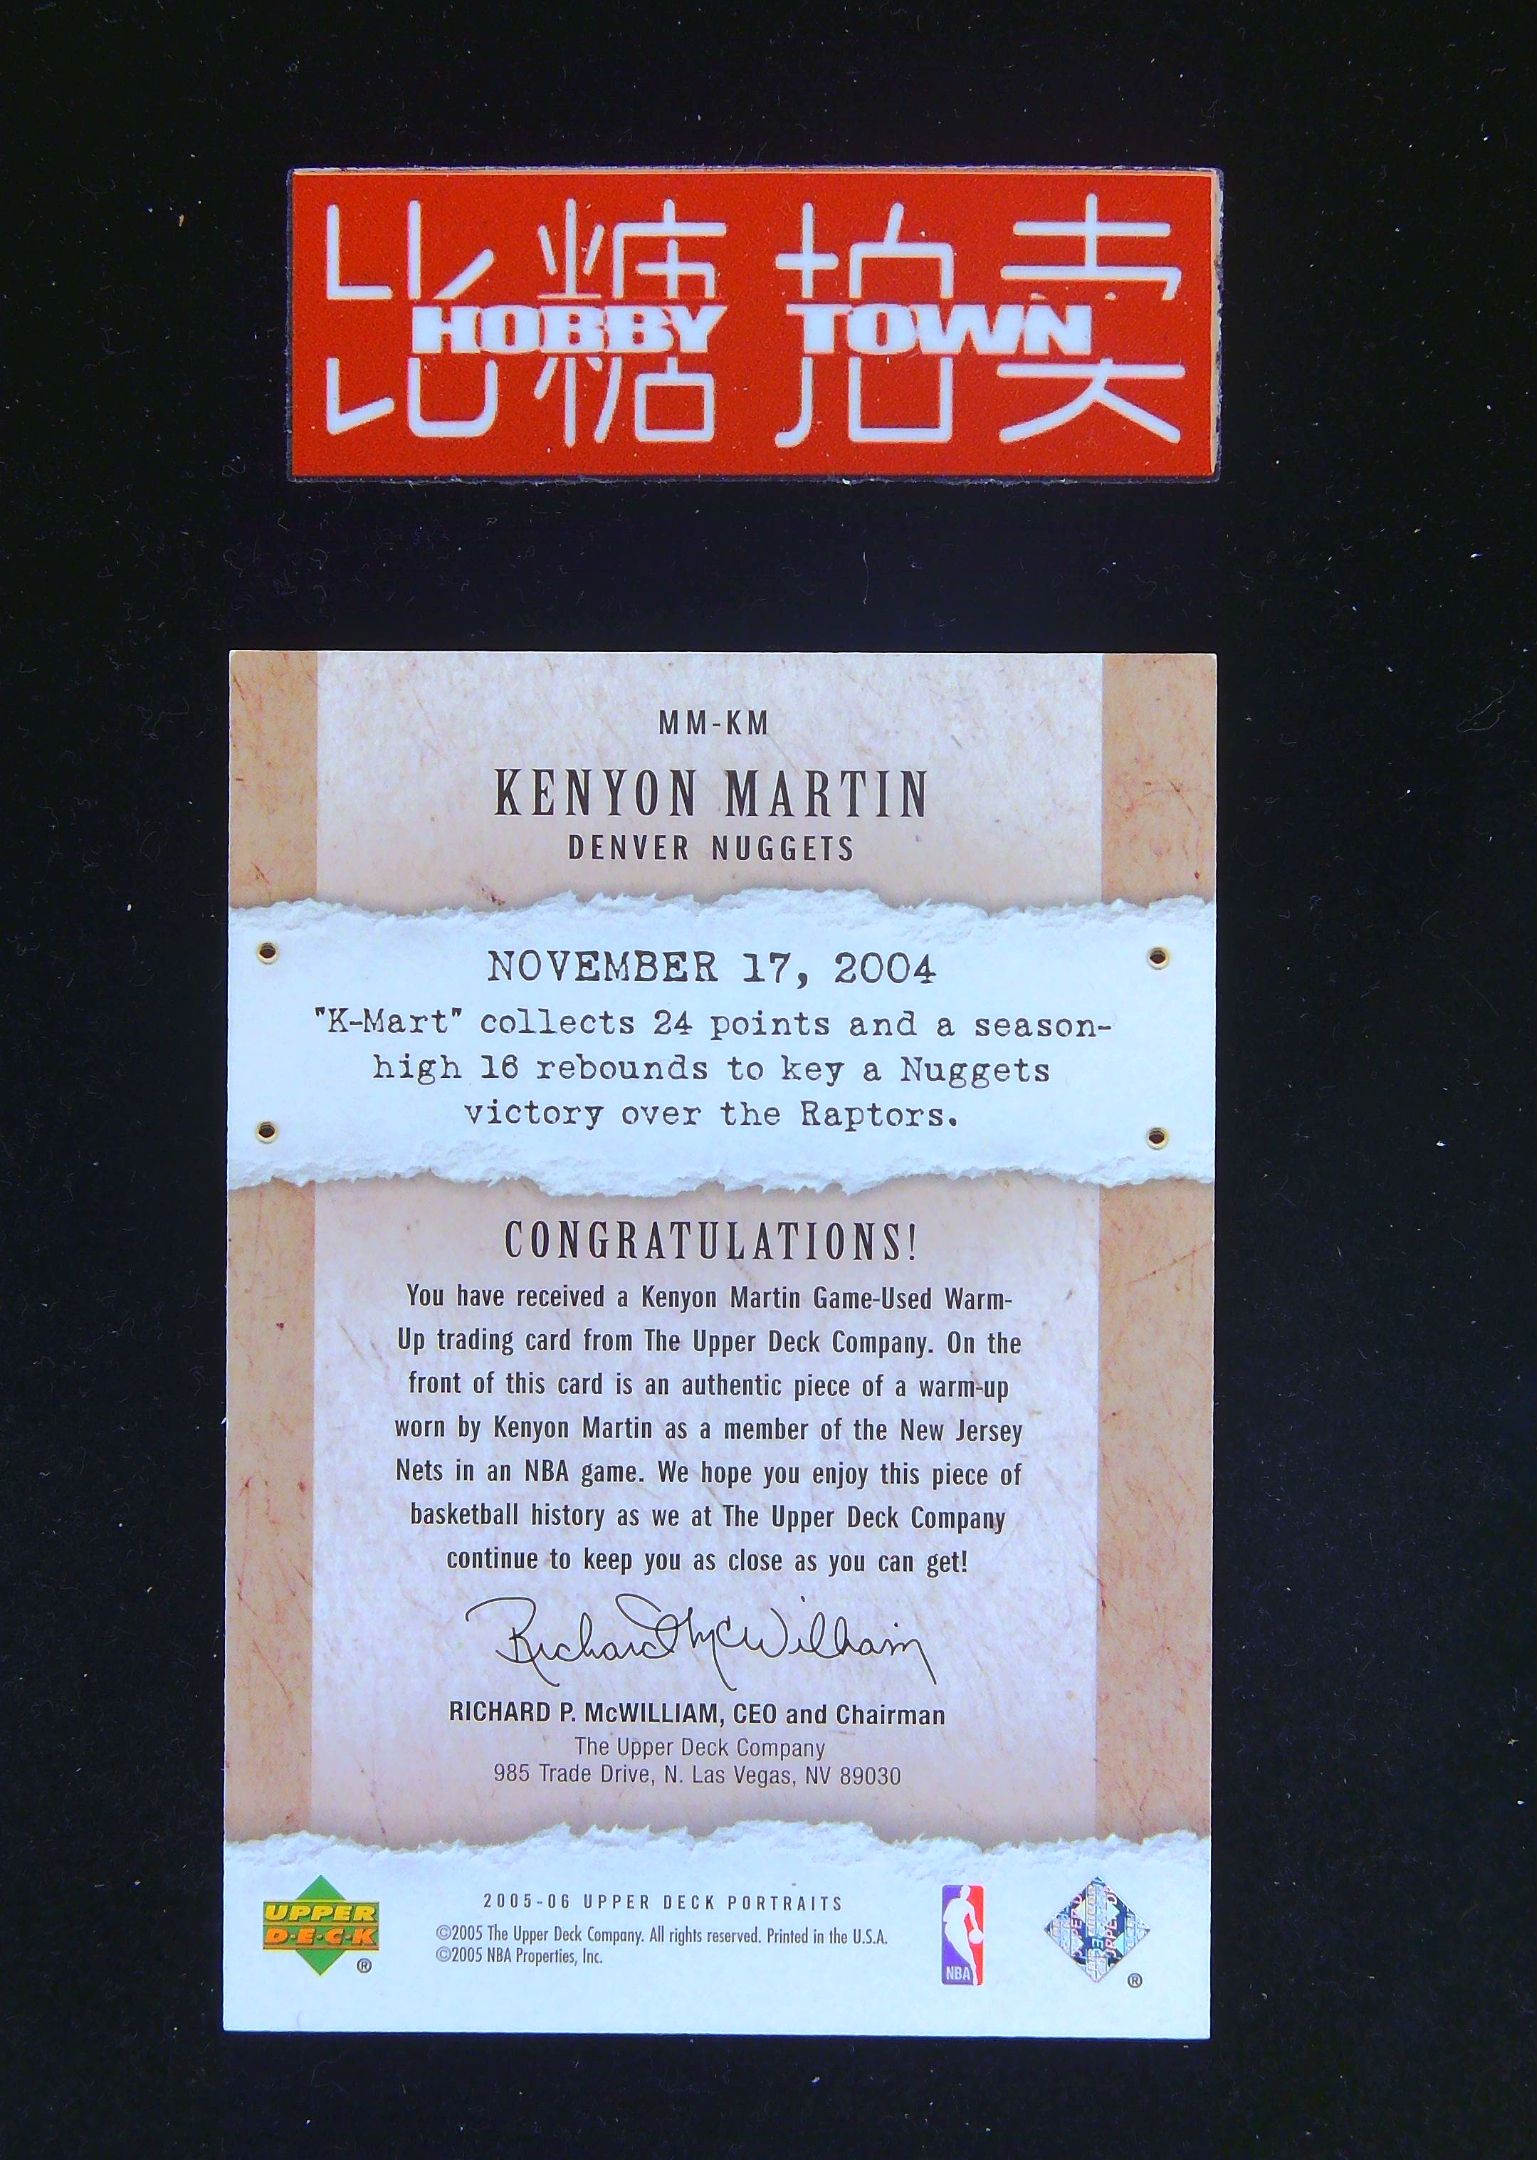 比糖拍卖
HOBBY TOWN
MM-KM
KENYON MARTIN
DENVER NUGGETS
NOVEMBER 17, 2004
"K-Mart" collects 24 points and a season-
high 16 rebounds to key a Nuggets
victory over the Raptors.
CONGRATULATIONS!
You have received a Kenyon Martin Game-Used Warm-
Up trading card from The Upper Deck Company. On the
front of this card is an authentic piece of a warm-up
worn by Kenyon Martin as a member of the New Jersey
Nets in an NBA game. We hope you enjoy this piece of
basketball history as we at The Upper Deck Company
continue to keep you as close as you can get!
Richard McWilliam
RICHARD P. McWILLIAM, CEO and Chairman
The Upper Deck Company
985 Trade Drive, N. Las Vegas, NV 89030
UPPER
D·E·C·K
®
2005-06 UPPER DECK PORTRAITS
©2005 The Upper Deck Company. All rights reserved. Printed in the U.S.A.
©2005 NBA Properties, Inc.
NBA
®